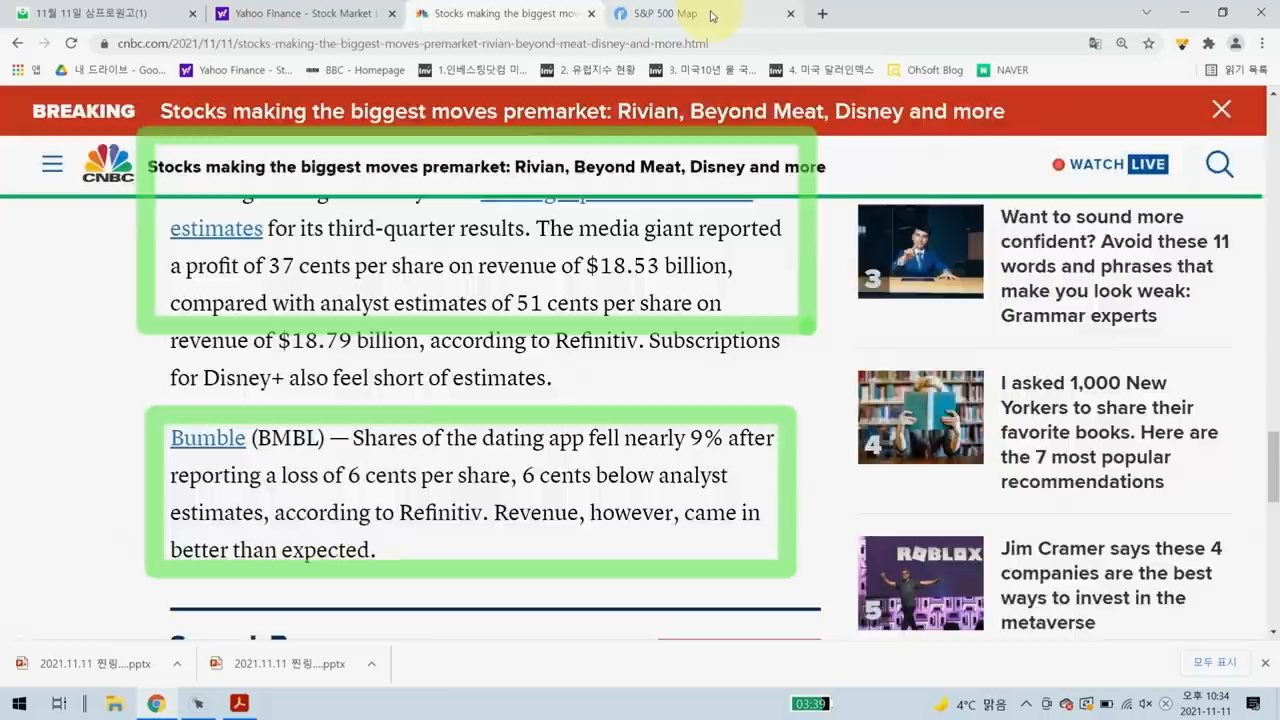 11월 11일 삼프로원고(1)
Yahoo Finance - Stock Market
Stocks making the biggest mov
S&P 500 Map
cnbc.com/2021/11/11/stocks-making-the-biggest-moves-premarket-rivian-beyond-meat-disney-and-more.html
앱
내 드라이브 - Goo...
Yahoo Finance - St...
BBC - Homepage
1.인베스팅닷컴 미...
2. 유럽지수 현황
3. 미국10년 물 국...
4. 미국 달러인덱스
OhSoft Blog
NAVER
읽기 목록
BREAKING
Stocks making the biggest moves premarket: Rivian, Beyond Meat, Disney and more
CNBC
Stocks making the biggest moves premarket: Rivian, Beyond Meat, Disney and more
WATCH LIVE
estimates for its third-quarter results. The media giant reported
a profit of 37 cents per share on revenue of $18.53 billion,
compared with analyst estimates of 51 cents per share on
revenue of $18.79 billion, according to Refinitiv. Subscriptions
for Disney+ also feel short of estimates.
Bumble (BMBL) — Shares of the dating app fell nearly 9% after
reporting a loss of 6 cents per share, 6 cents below analyst
estimates, according to Refinitiv. Revenue, however, came in
better than expected.
3
Want to sound more
confident? Avoid these 11
words and phrases that
make you look weak:
Grammar experts
4
I asked 1,000 New
Yorkers to share their
favorite books. Here are
the 7 most popular
recommendations
ROBLOX
5
Jim Cramer says these 4
companies are the best
ways to invest in the
metaverse
2021.11.11 찐링....pptx
2021.11.11 찐링....pptx
모두 표시
03:39
4°C 맑음
오후 10:34
2021-11-11